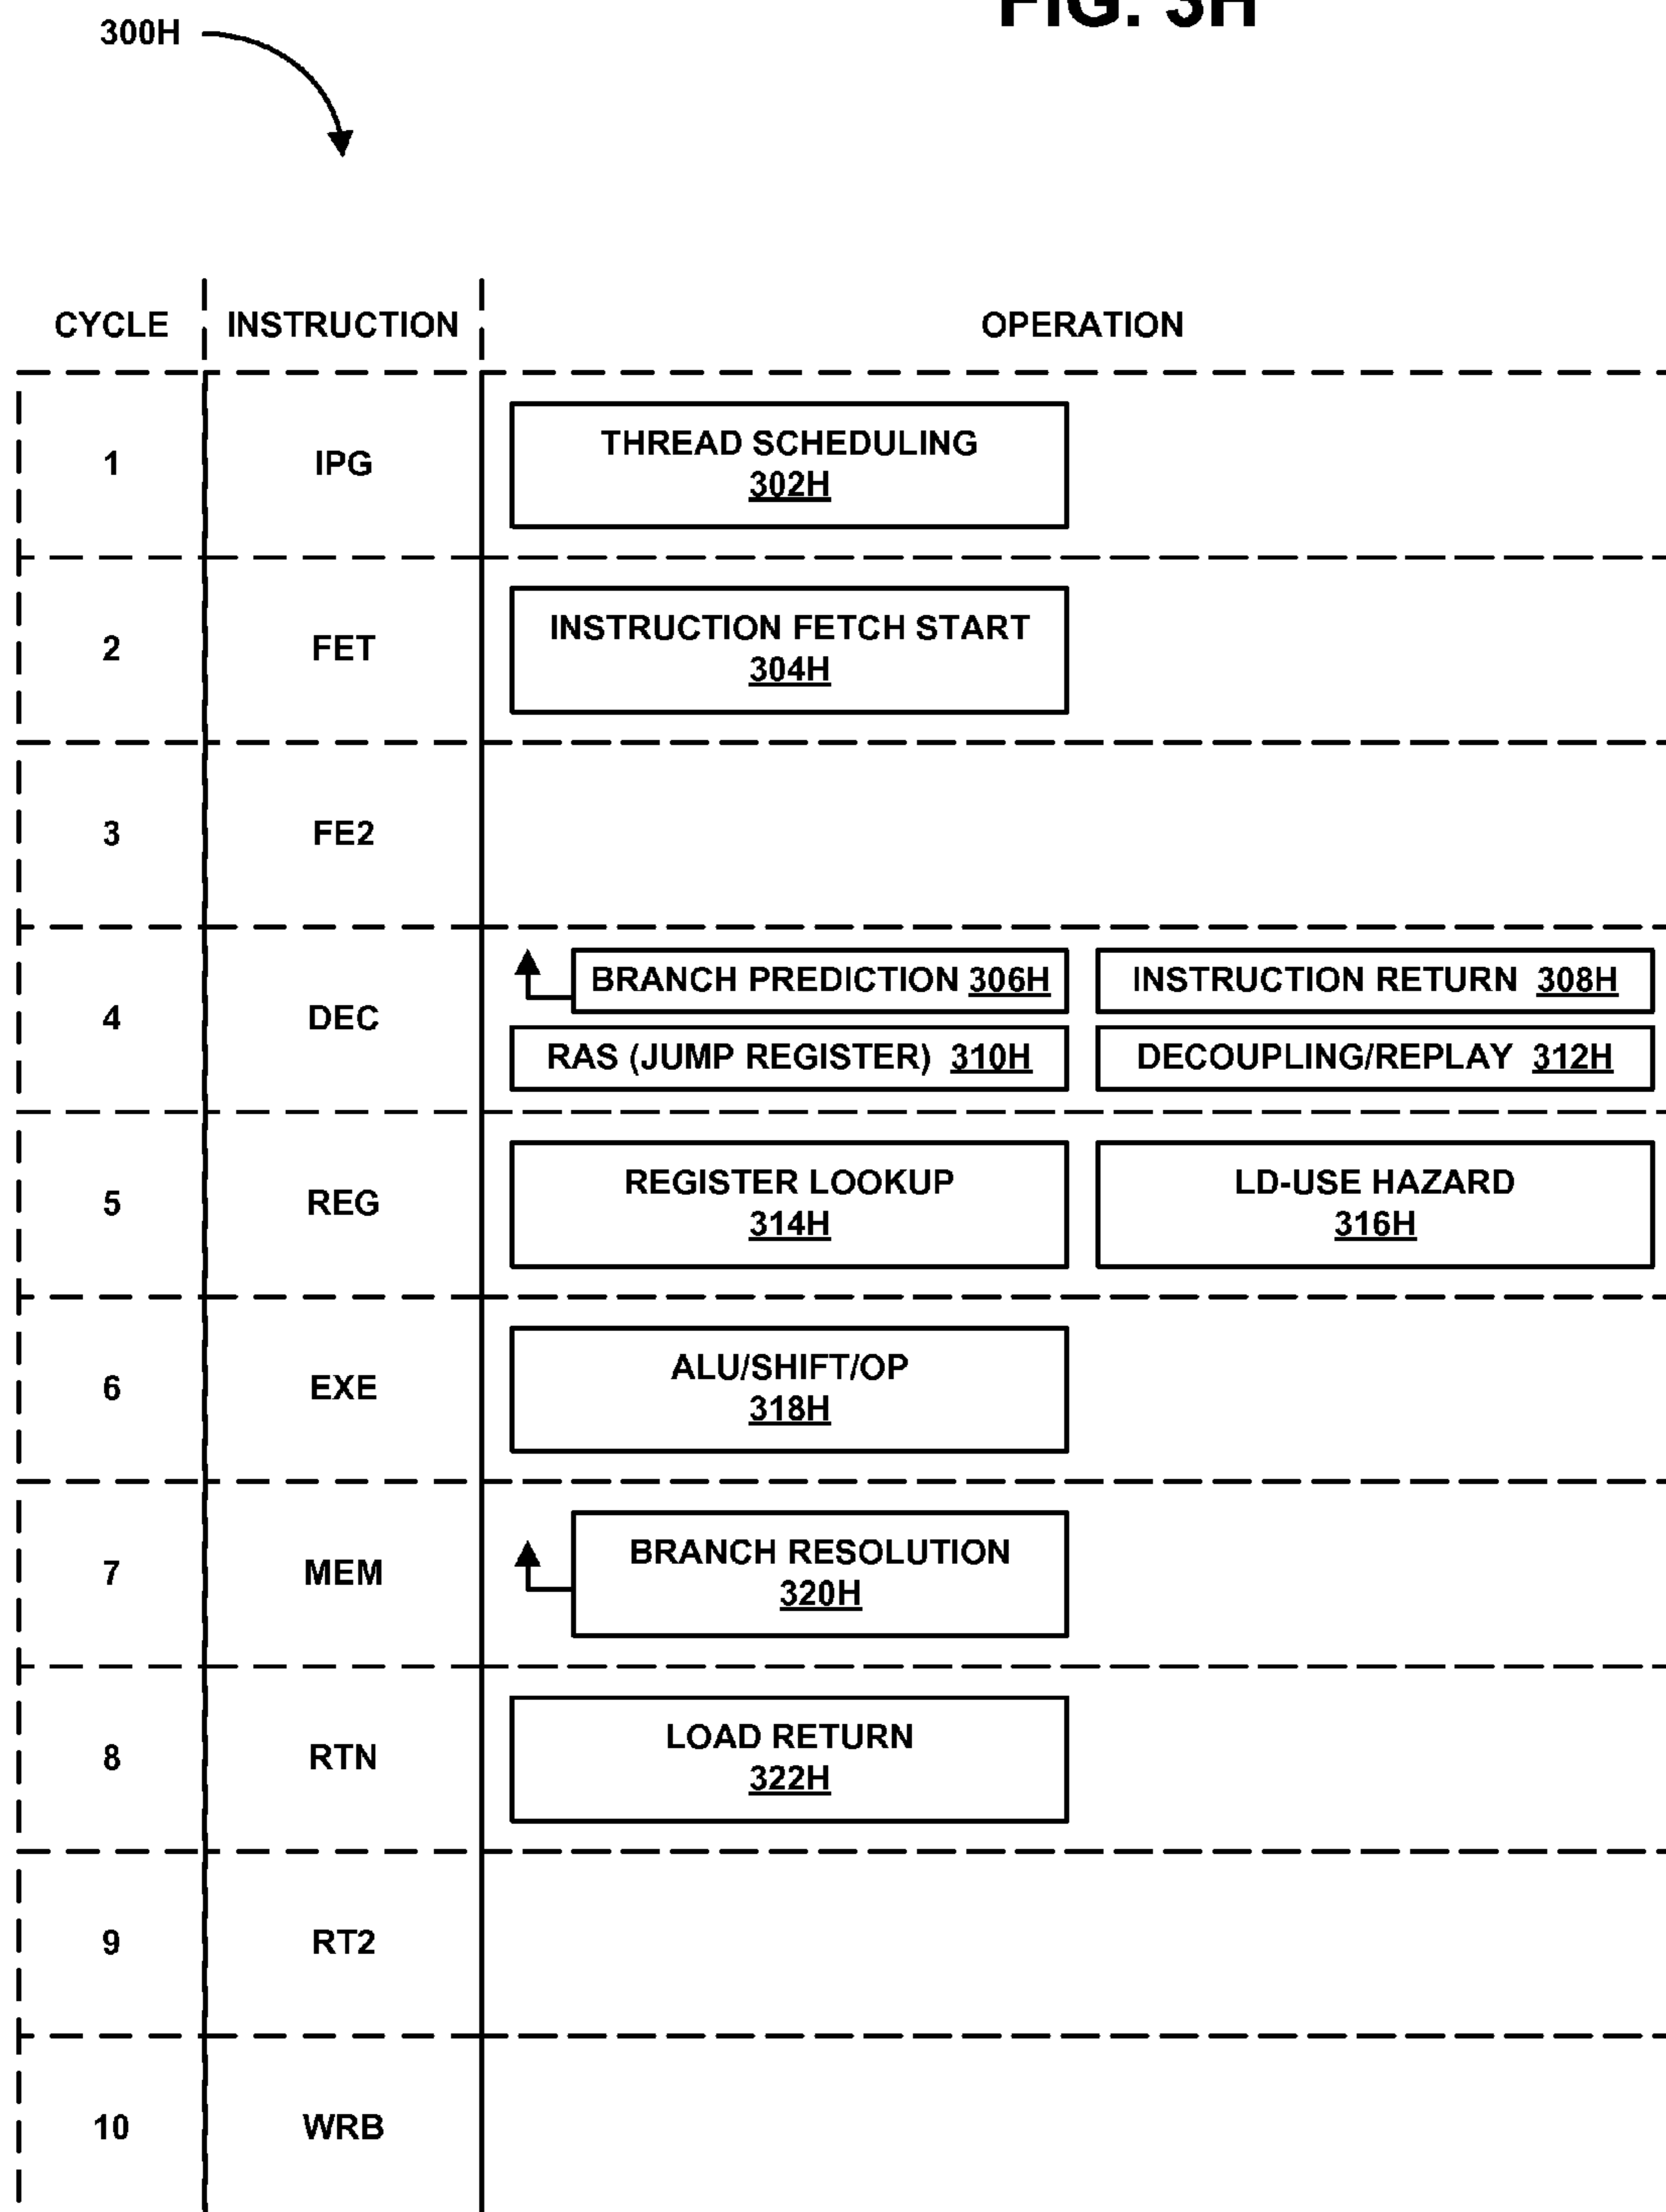 FIG. 3H
300H
CYCLE INSTRUCTION OPERATION
1 IPG THREAD SCHEDULING
302H
2 FET INSTRUCTION FETCH START
304H
3 FE2
BRANCH PREDICTION 306H INSTRUCTION RETURN 308H
4 DEC
RAS (JUMP REGISTER) 310H DECOUPLING/REPLAY 312H
5 REG REGISTER LOOKUP LD-USE HAZARD
314H 316H
6 EXE ALU/SHIFT/OP
318H
7 MEM BRANCH RESOLUTION
320H
8 RTN LOAD RETURN
322H
9 RT2
10 WRB